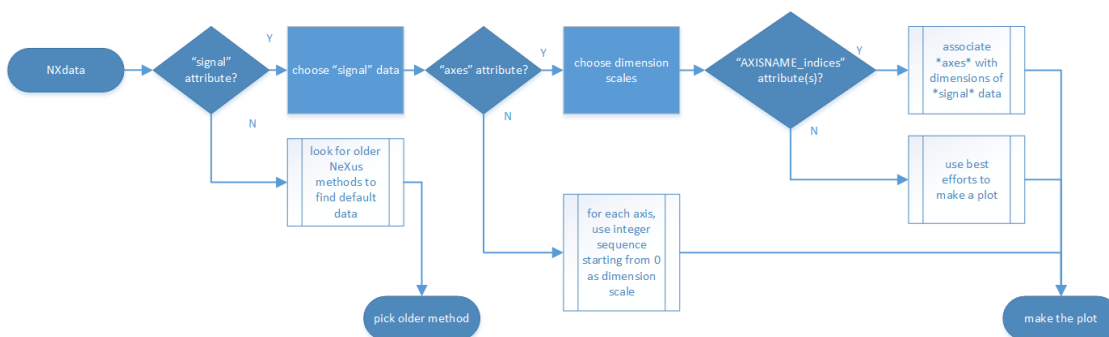 NXdata
“signal”
attribute?
Y
N
choose “signal” data
look for older
NeXus
methods to
find default
data
pick older method
“axes” attribute?
Y
N
choose dimension
scales
for each axis,
use integer
sequence
starting from 0
as dimension
scale
“AXISNAME_indices”
attribute(s)?
Y
N
associate
*axes* with
dimensions of
*signal* data
use best
efforts to
make a plot
make the plot